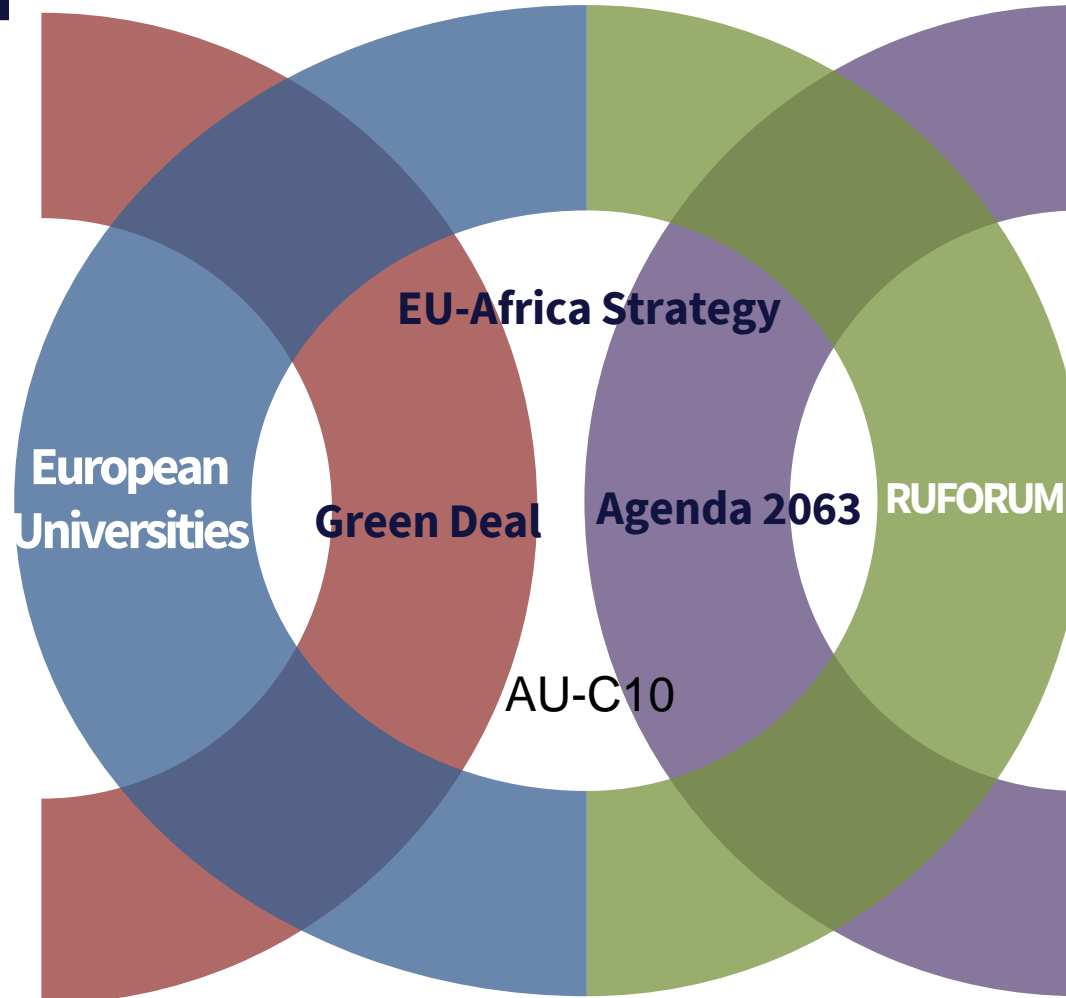 EU-Africa Strategy
European
Universities
Green Deal
Agenda 2063
RUFORUM
AU-C10